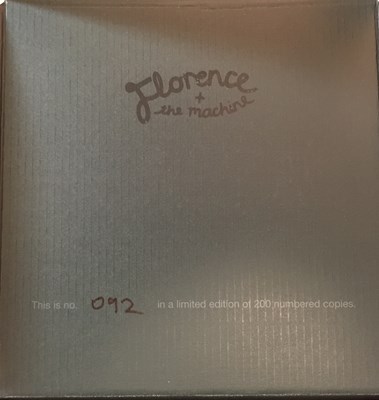 Florence
+
the machine
This is no. 092 in a limited edition of 200 numbered copies.